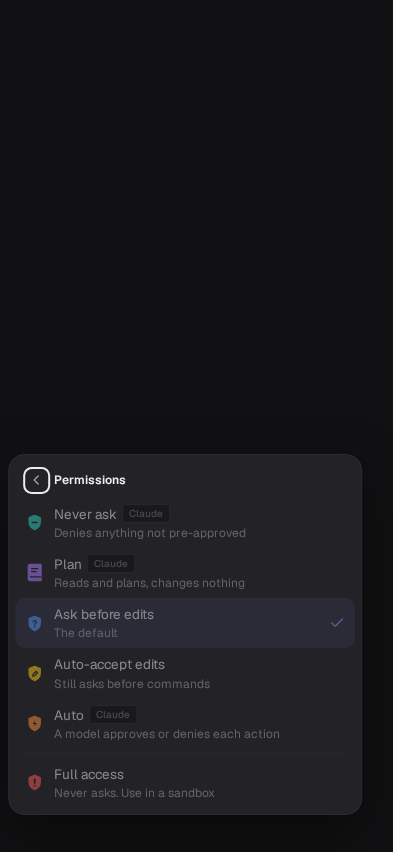 Permissions
Never ask Claude
Denies anything not pre-approved
Plan Claude
Reads and plans, changes nothing
Ask before edits
The default
Auto-accept edits
Still asks before commands
Auto Claude
A model approves or denies each action
Full access
Never asks. Use in a sandbox